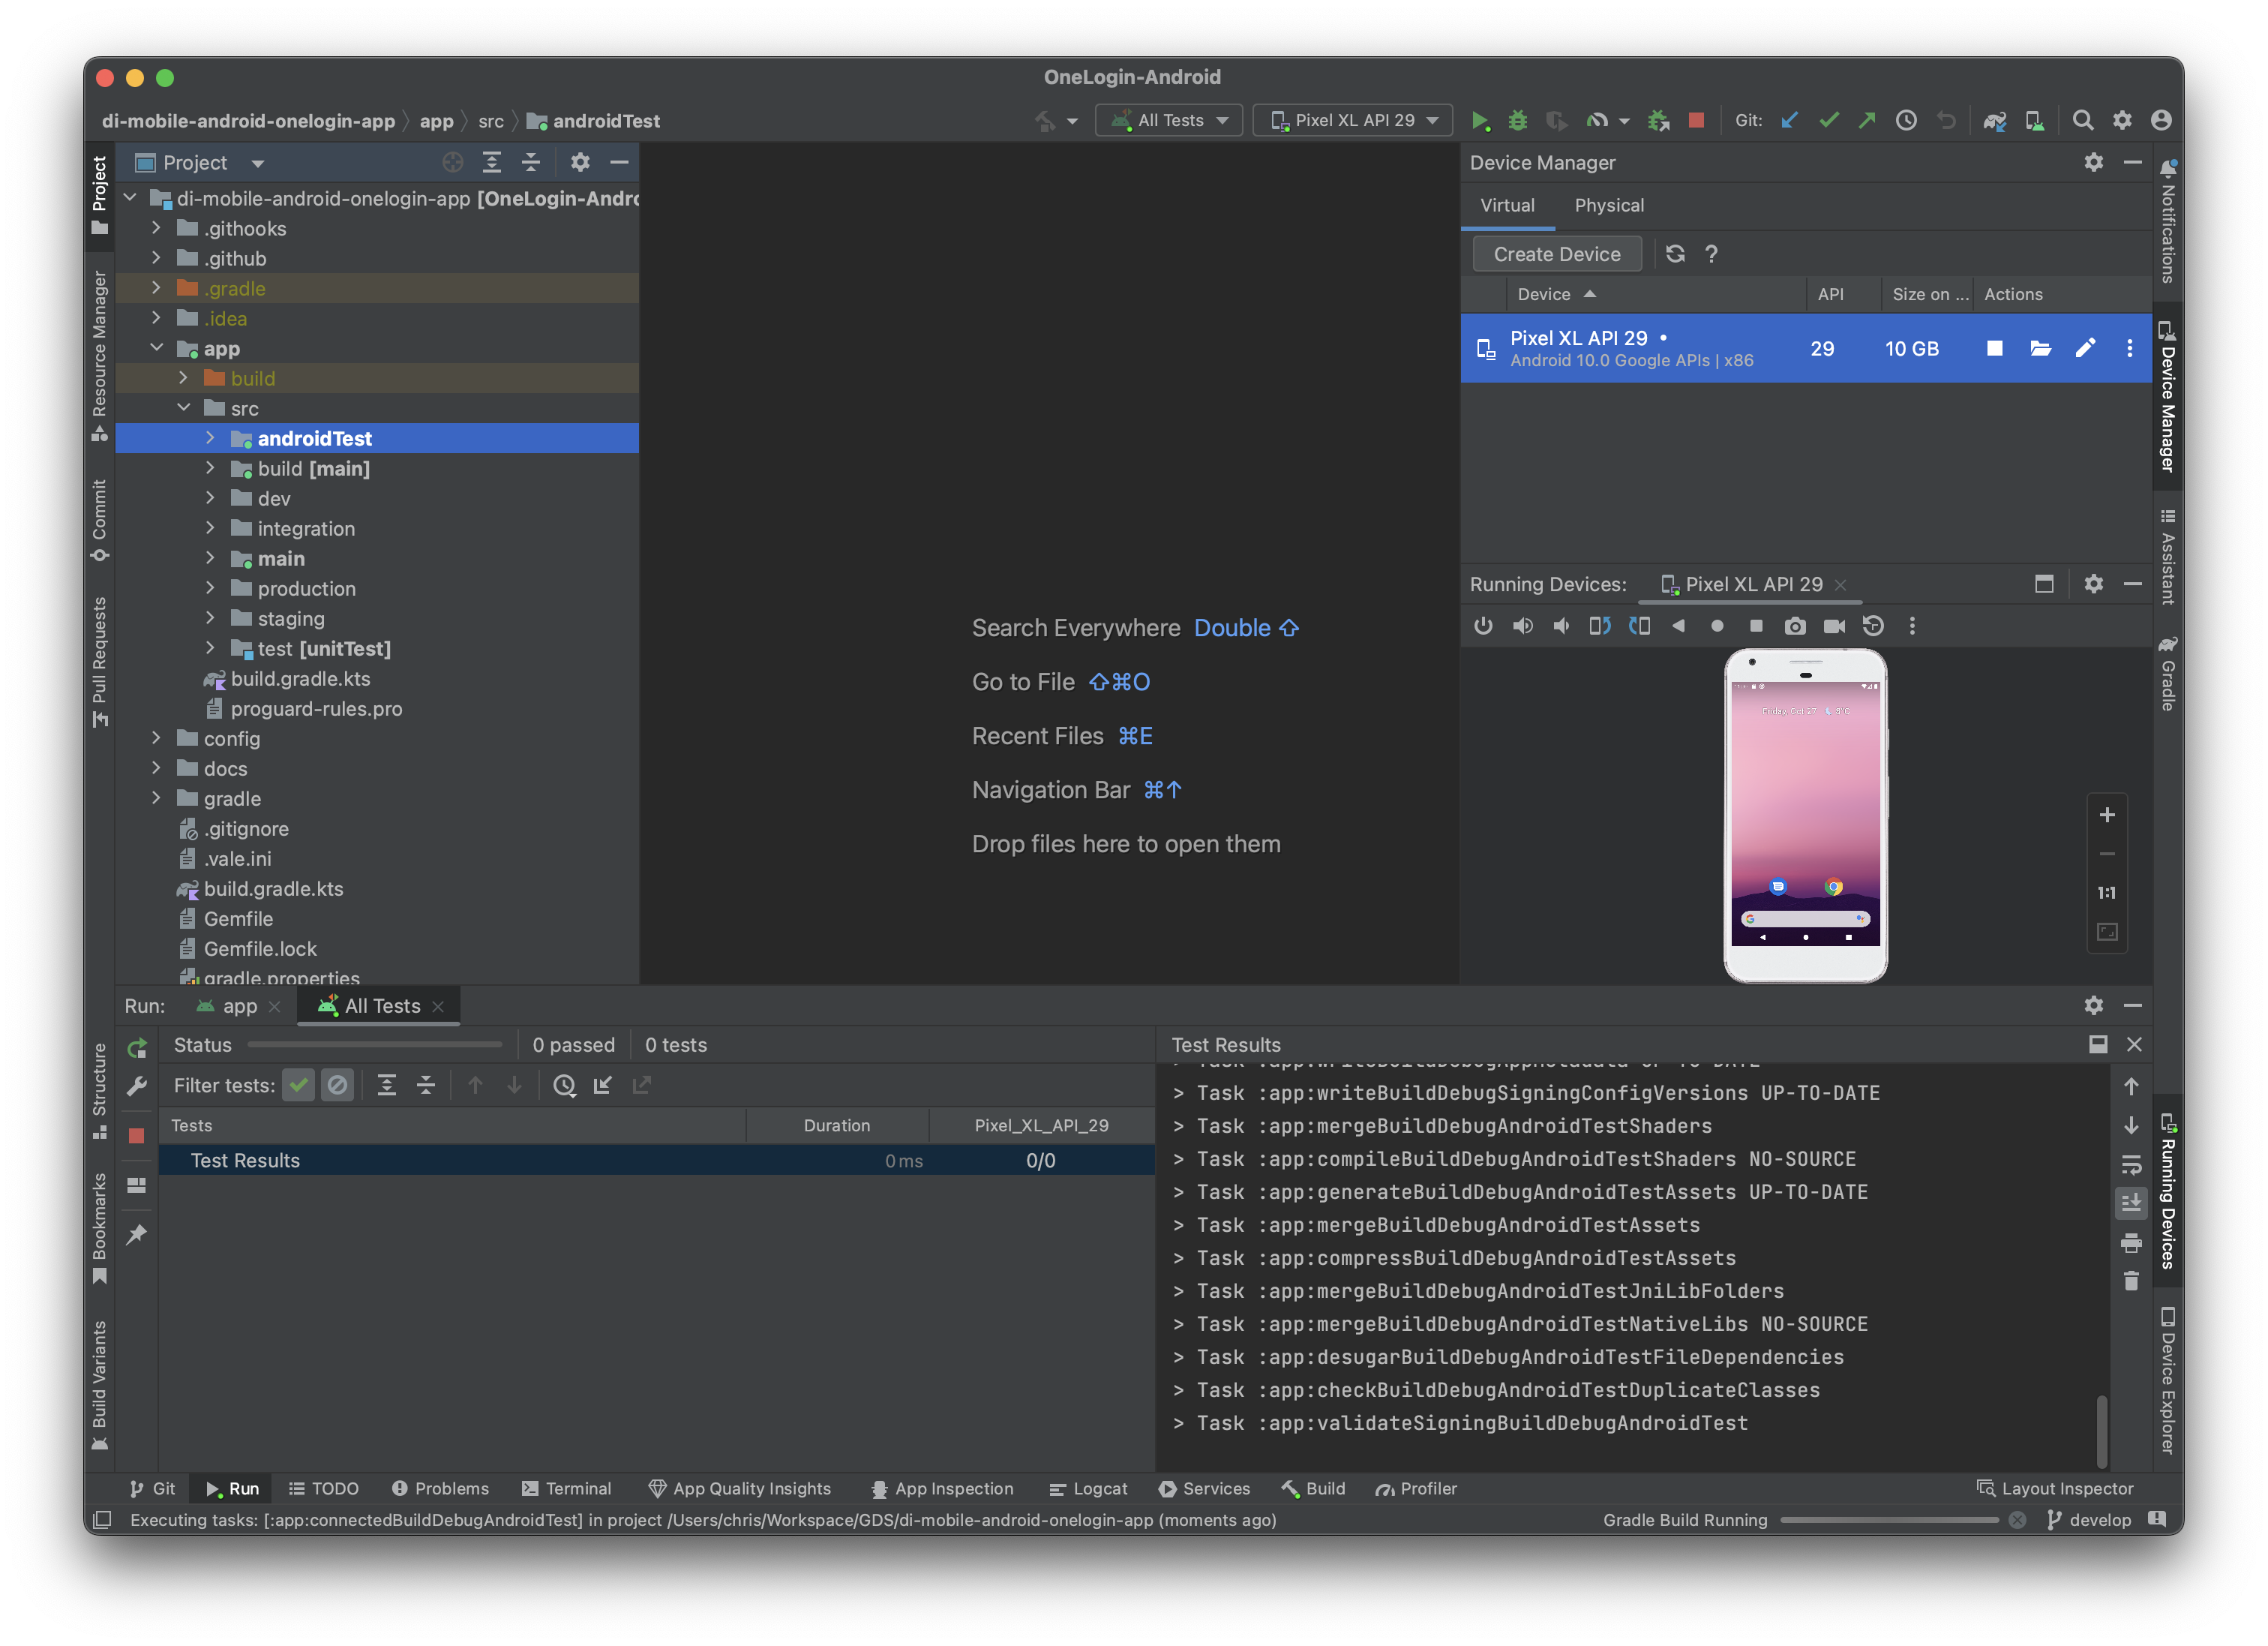 OneLogin-Android
di-mobile-android-onelogin-app app src androidTest
All Tests
Pixel XL API 29
Git:
Project
Resource Manager
Commit
Pull Requests
Structure
Bookmarks
Build Variants
Project
di-mobile-android-onelogin-app [OneLogin-Andr
.githooks
.github
.gradle
.idea
app
build
src
androidTest
build [main]
dev
integration
main
production
staging
test [unitTest]
build.gradle.kts
proguard-rules.pro
config
docs
gradle
.gitignore
.vale.ini
build.gradle.kts
Gemfile
Gemfile.lock
gradle.properties
Search Everywhere Double ⇧
Go to File ⇧⌘O
Recent Files ⌘E
Navigation Bar ⌘↑
Drop files here to open them
Device Manager
Virtual Physical
Create Device ?
Device API Size on ... Actions
Pixel XL API 29 •
Android 10.0 Google APIs | x86
29 10 GB
Running Devices: Pixel XL API 29
Friday, Oct 27
1:1
Notifications
Device Manager
Assistant
Gradle
Running Devices
Device Explorer
Run: app All Tests
Status 0 passed 0 tests
Filter tests:
Tests Duration Pixel_XL_API_29
Test Results 0 ms 0/0
Test Results
> Task :app:writeBuildDebugAppMetadata UP-TO-DATE
> Task :app:writeBuildDebugSigningConfigVersions UP-TO-DATE
> Task :app:mergeBuildDebugAndroidTestShaders
> Task :app:compileBuildDebugAndroidTestShaders NO-SOURCE
> Task :app:generateBuildDebugAndroidTestAssets UP-TO-DATE
> Task :app:mergeBuildDebugAndroidTestAssets
> Task :app:compressBuildDebugAndroidTestAssets
> Task :app:mergeBuildDebugAndroidTestJniLibFolders
> Task :app:mergeBuildDebugAndroidTestNativeLibs NO-SOURCE
> Task :app:desugarBuildDebugAndroidTestFileDependencies
> Task :app:checkBuildDebugAndroidTestDuplicateClasses
> Task :app:validateSigningBuildDebugAndroidTest
Git Run TODO Problems Terminal App Quality Insights App Inspection Logcat Services Build Profiler Layout Inspector
Executing tasks: [:app:connectedBuildDebugAndroidTest] in project /Users/chris/Workspace/GDS/di-mobile-android-onelogin-app (moments ago) Gradle Build Running develop